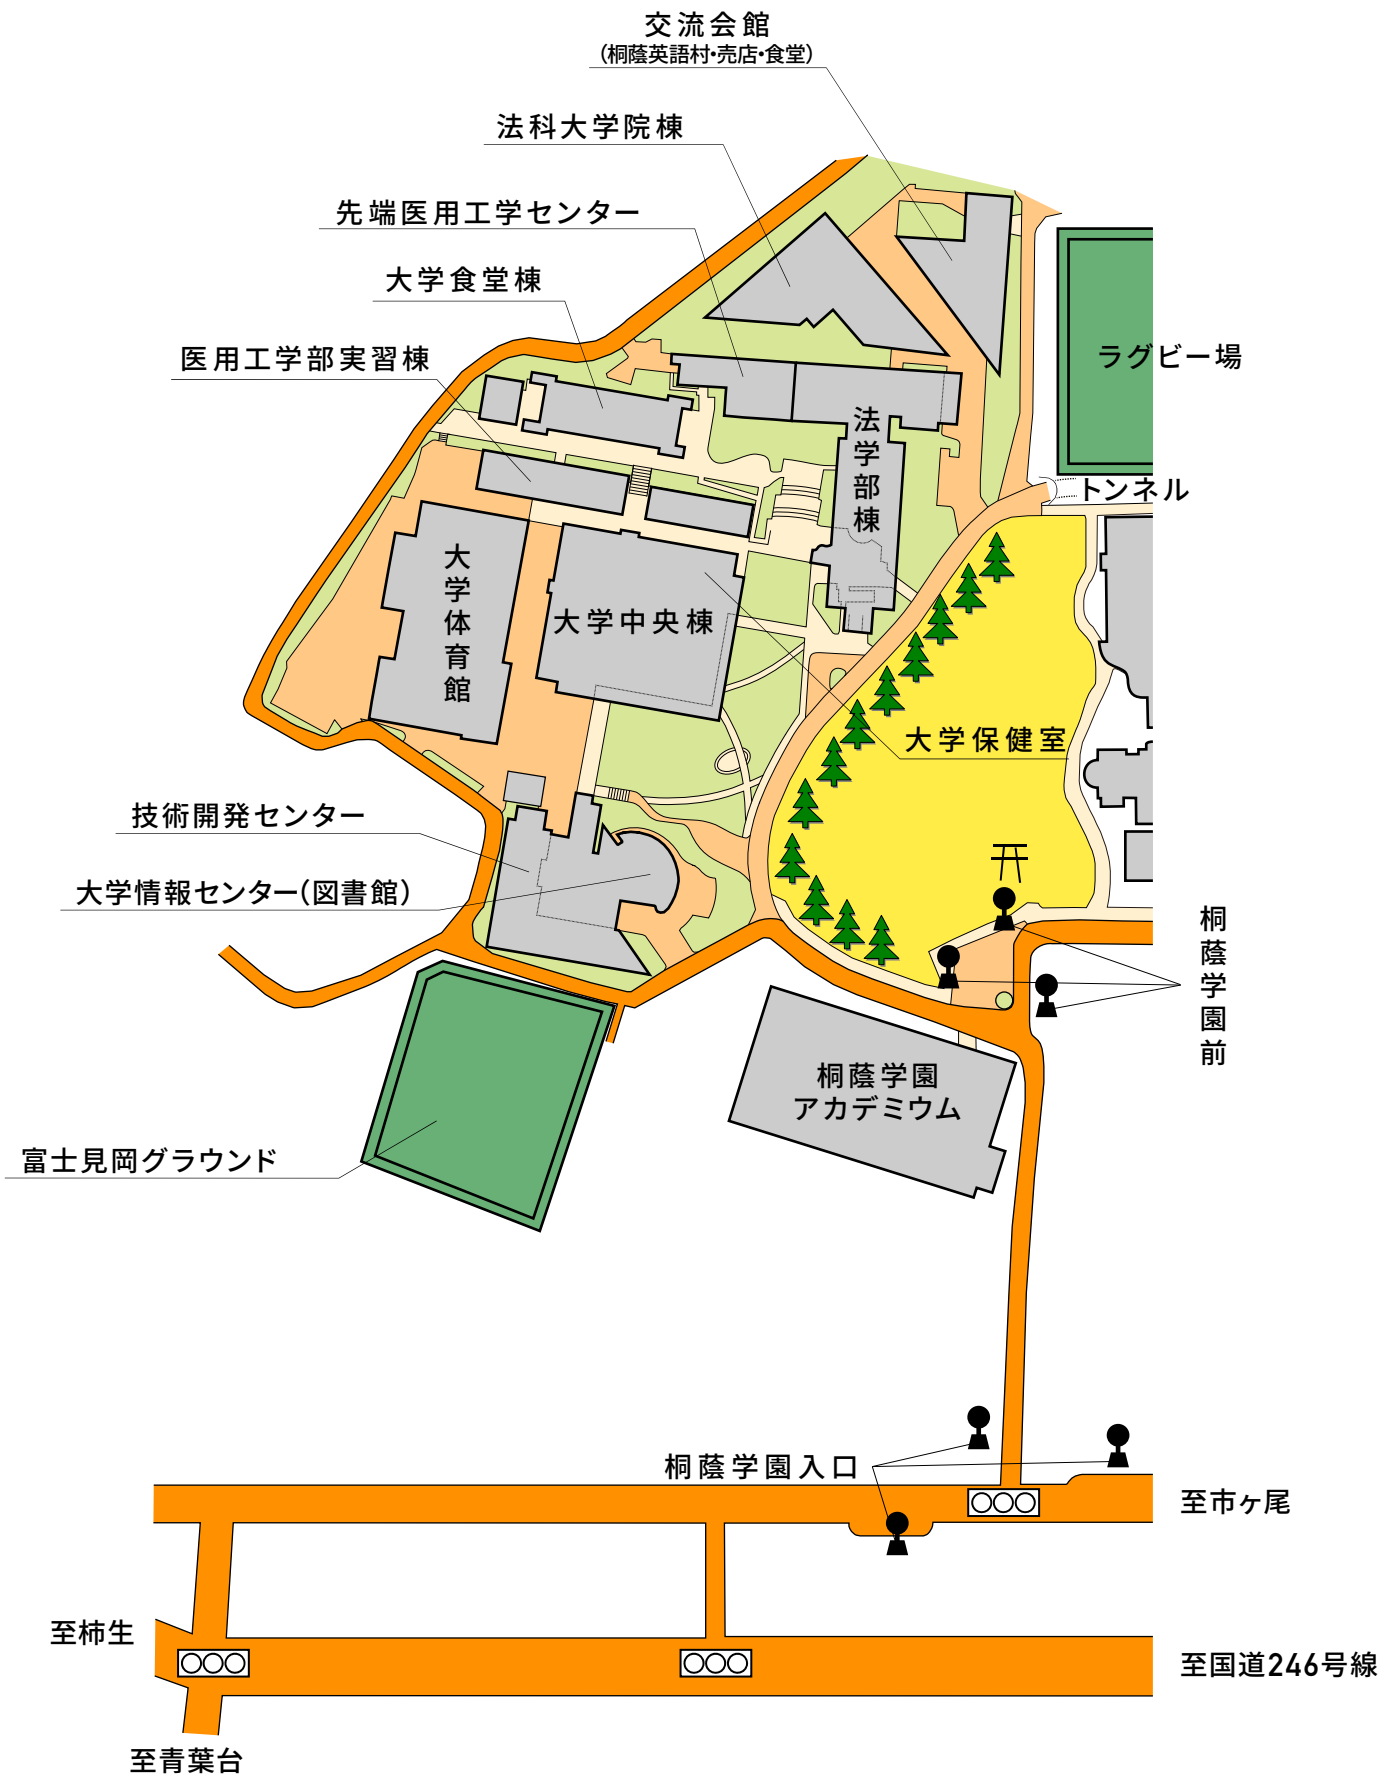 交流会館
(桐蔭英語村・売店・食堂)
法科大学院棟
先端医用工学センター
大学食堂棟
医用工学部実習棟
ラグビー場
法学部棟
トンネル
大学体育館
大学中央棟
大学保健室
技術開発センター
大学情報センター(図書館)
桐蔭学園前
桐蔭学園
アカデミウム
富士見岡グラウンド
桐蔭学園入口
至市ヶ尾
至柿生
至国道246号線
至青葉台